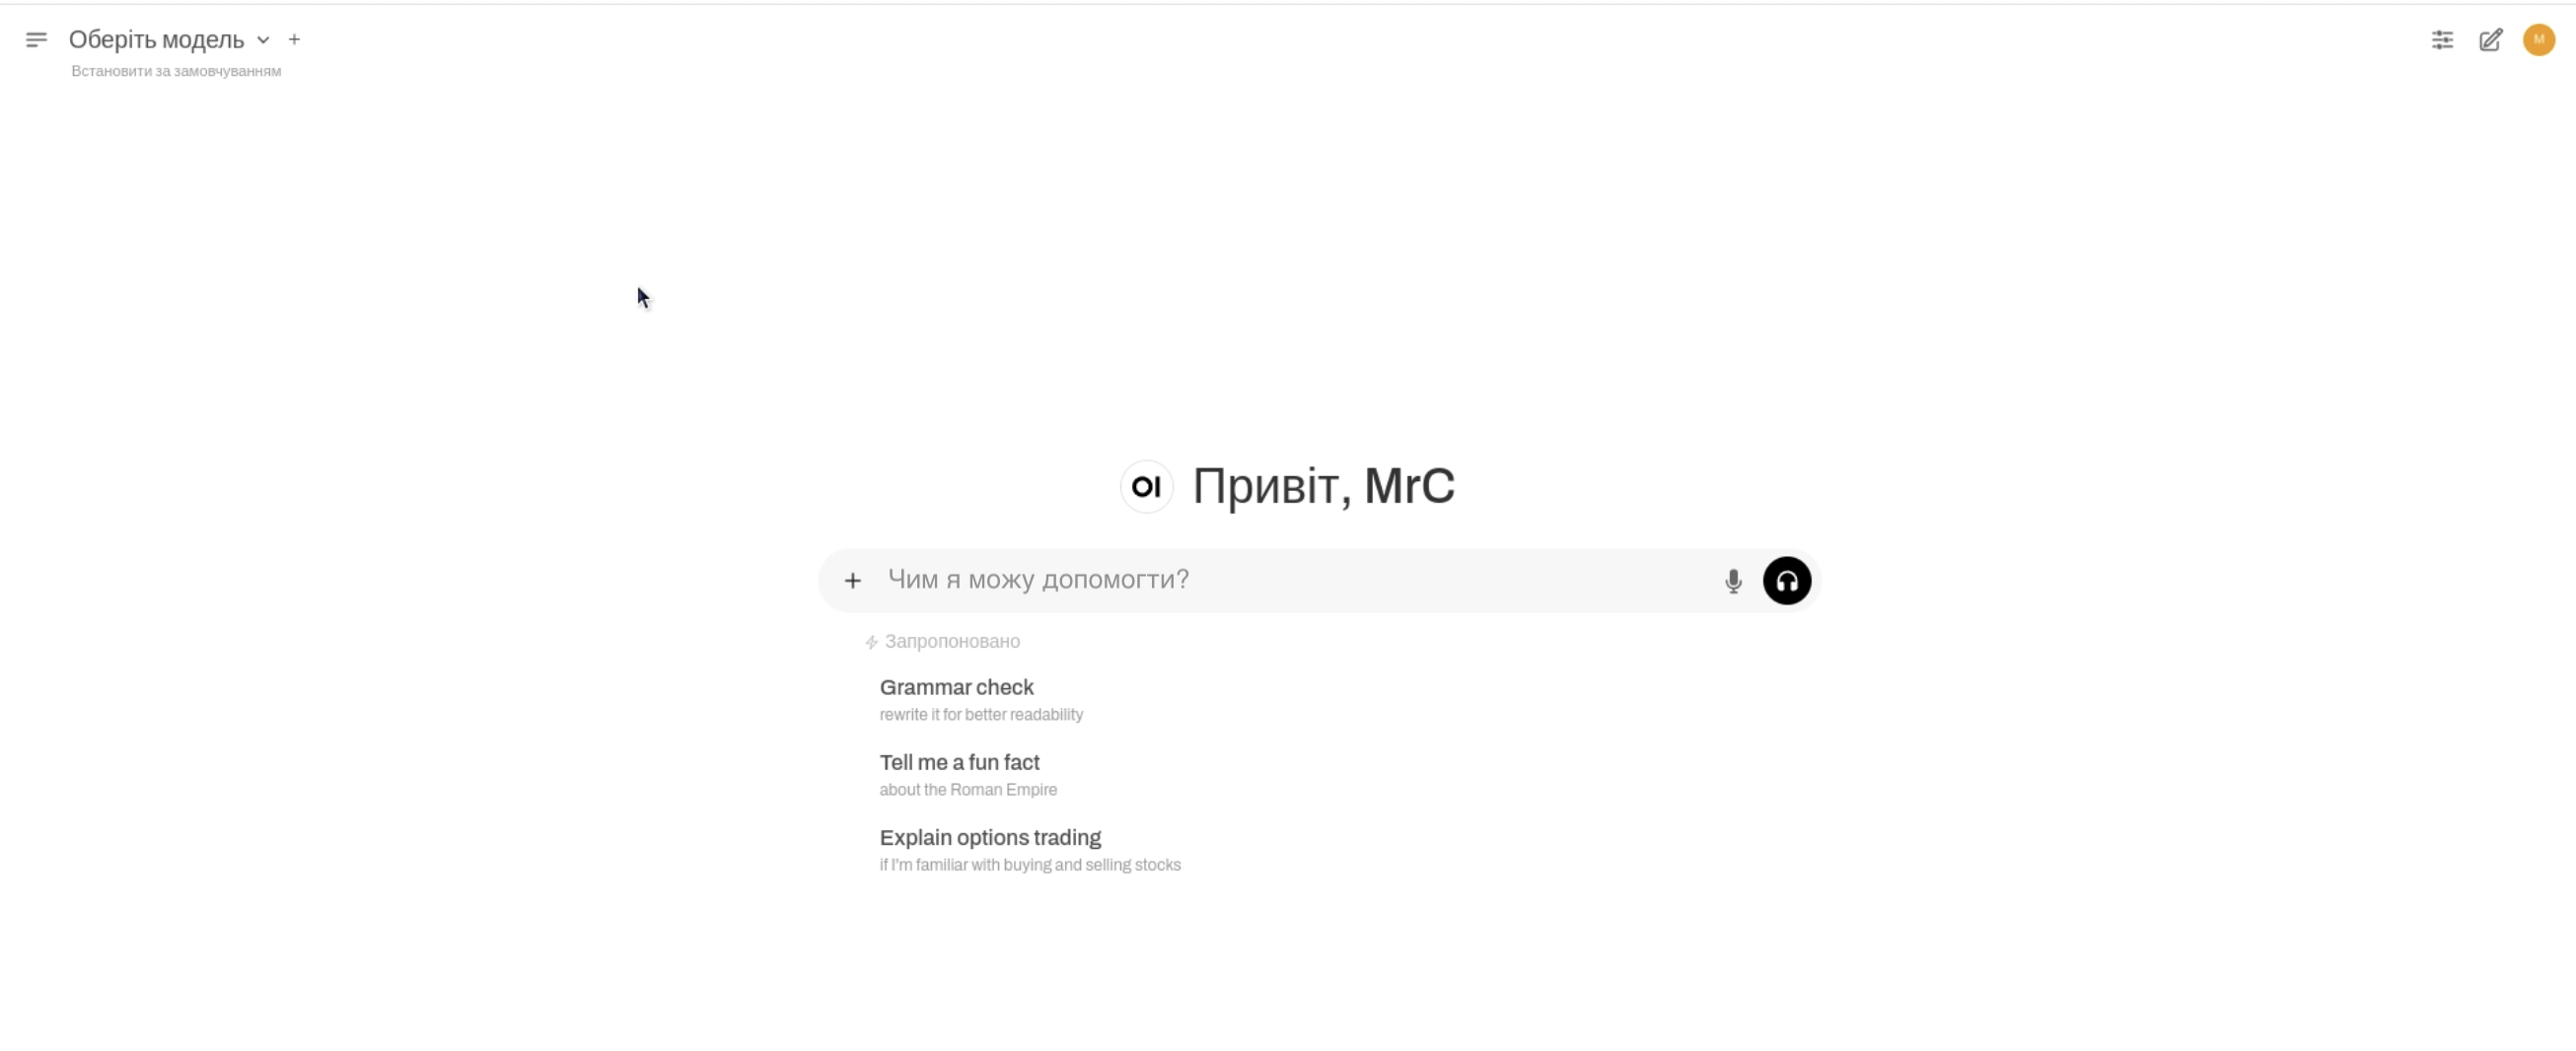 Оберіть модель
Встановити за замовчуванням
M
OI Привіт, MrC
Чим я можу допомогти?
Запропоновано
Grammar check
rewrite it for better readability
Tell me a fun fact
about the Roman Empire
Explain options trading
if I'm familiar with buying and selling stocks